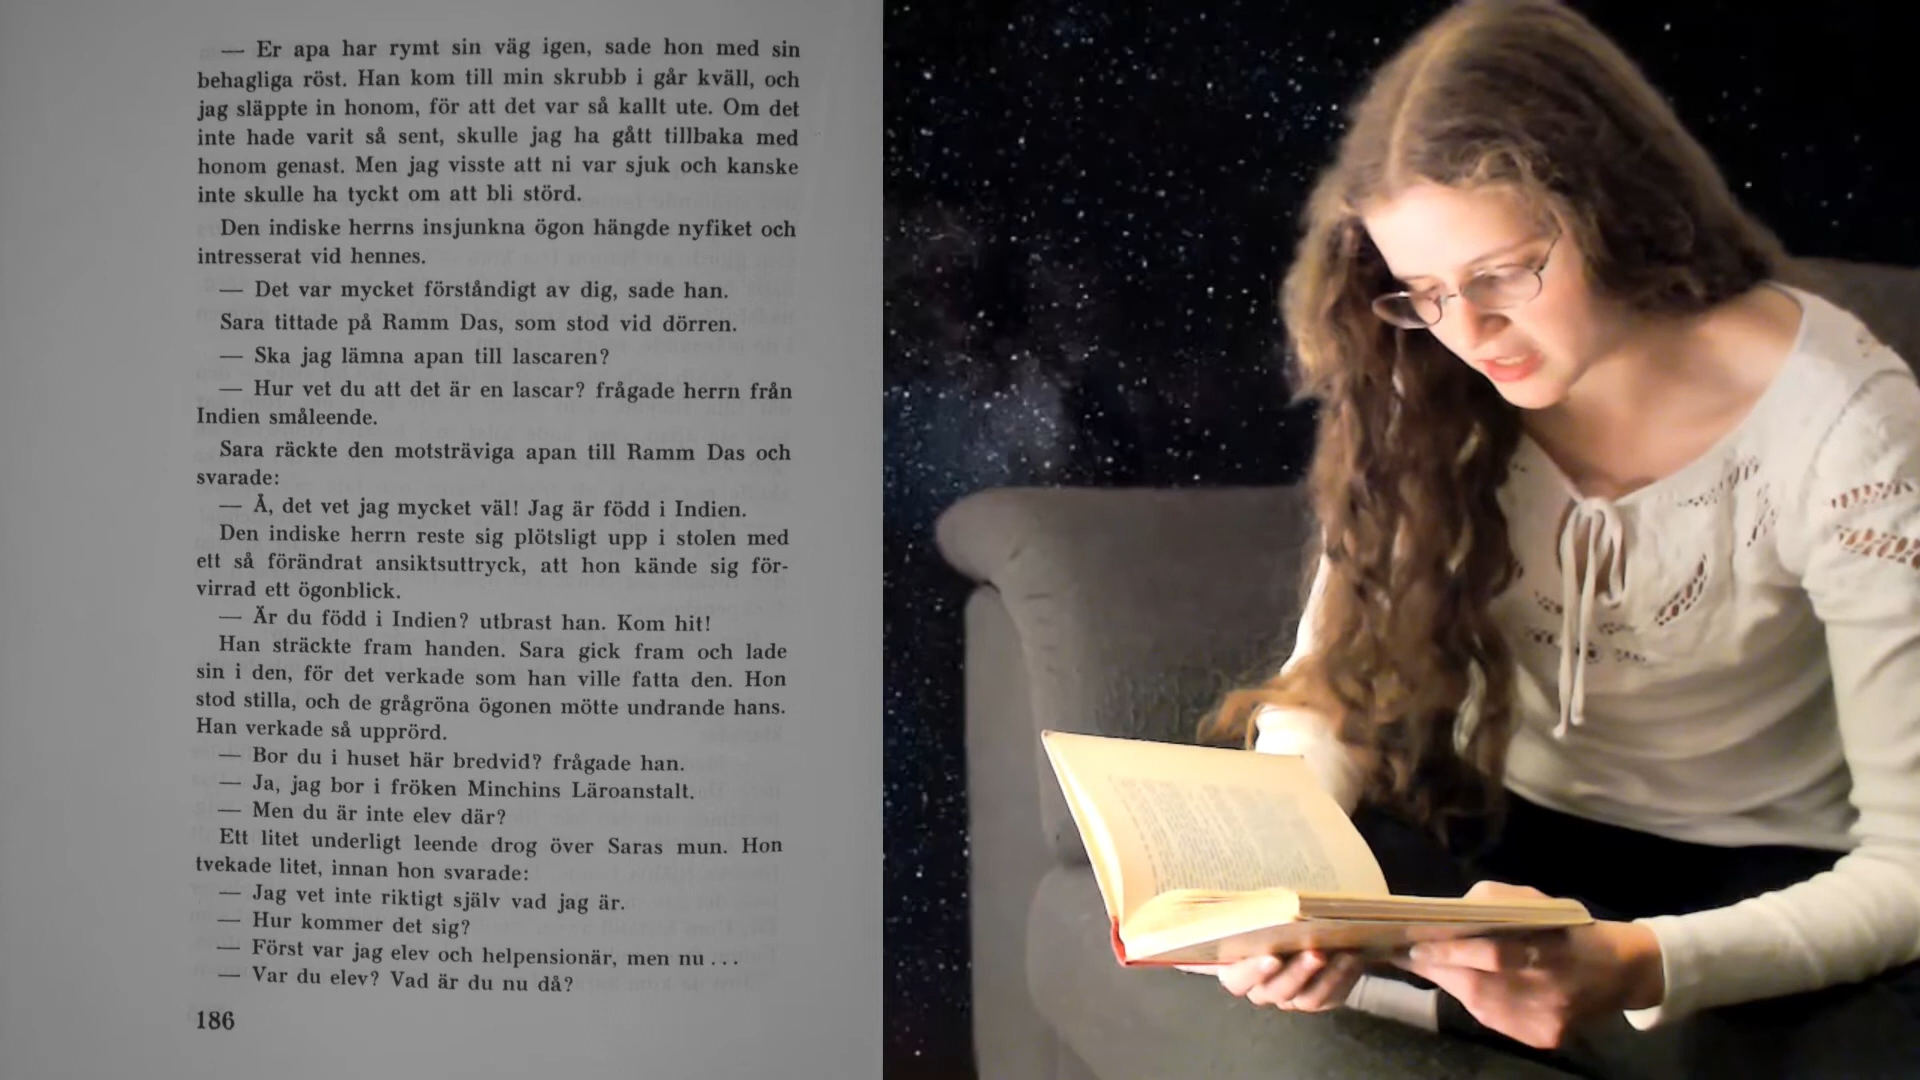 — Er apa har rymt sin väg igen, sade hon med sin
behagliga röst. Han kom till min skrubb i går kväll, och
jag släppte in honom, för att det var så kallt ute. Om det
inte hade varit så sent, skulle jag ha gått tillbaka med
honom genast. Men jag visste att ni var sjuk och kanske
inte skulle ha tyckt om att bli störd.
Den indiske herrns insjunkna ögon hängde nyfiket och
intresserat vid hennes.
— Det var mycket förståndigt av dig, sade han.
Sara tittade på Ramm Das, som stod vid dörren.
— Ska jag lämna apan till lascaren?
— Hur vet du att det är en lascar? frågade herrn från
Indien småleende.
Sara räckte den motsträviga apan till Ramm Das och
svarade:
— Å, det vet jag mycket väl! Jag är född i Indien.
Den indiske herrn reste sig plötsligt upp i stolen med
ett så förändrat ansiktsuttryck, att hon kände sig för-
virrad ett ögonblick.
— Är du född i Indien? utbrast han. Kom hit!
Han sträckte fram handen. Sara gick fram och lade
sin i den, för det verkade som han ville fatta den. Hon
stod stilla, och de grågröna ögonen mötte undrande hans.
Han verkade så upprörd.
— Bor du i huset här bredvid? frågade han.
— Ja, jag bor i fröken Minchins Läroanstalt.
— Men du är inte elev där?
Ett litet underligt leende drog över Saras mun. Hon
tvekade litet, innan hon svarade:
— Jag vet inte riktigt själv vad jag är.
— Hur kommer det sig?
— Först var jag elev och helpensionär, men nu ...
— Var du elev? Vad är du nu då?
186